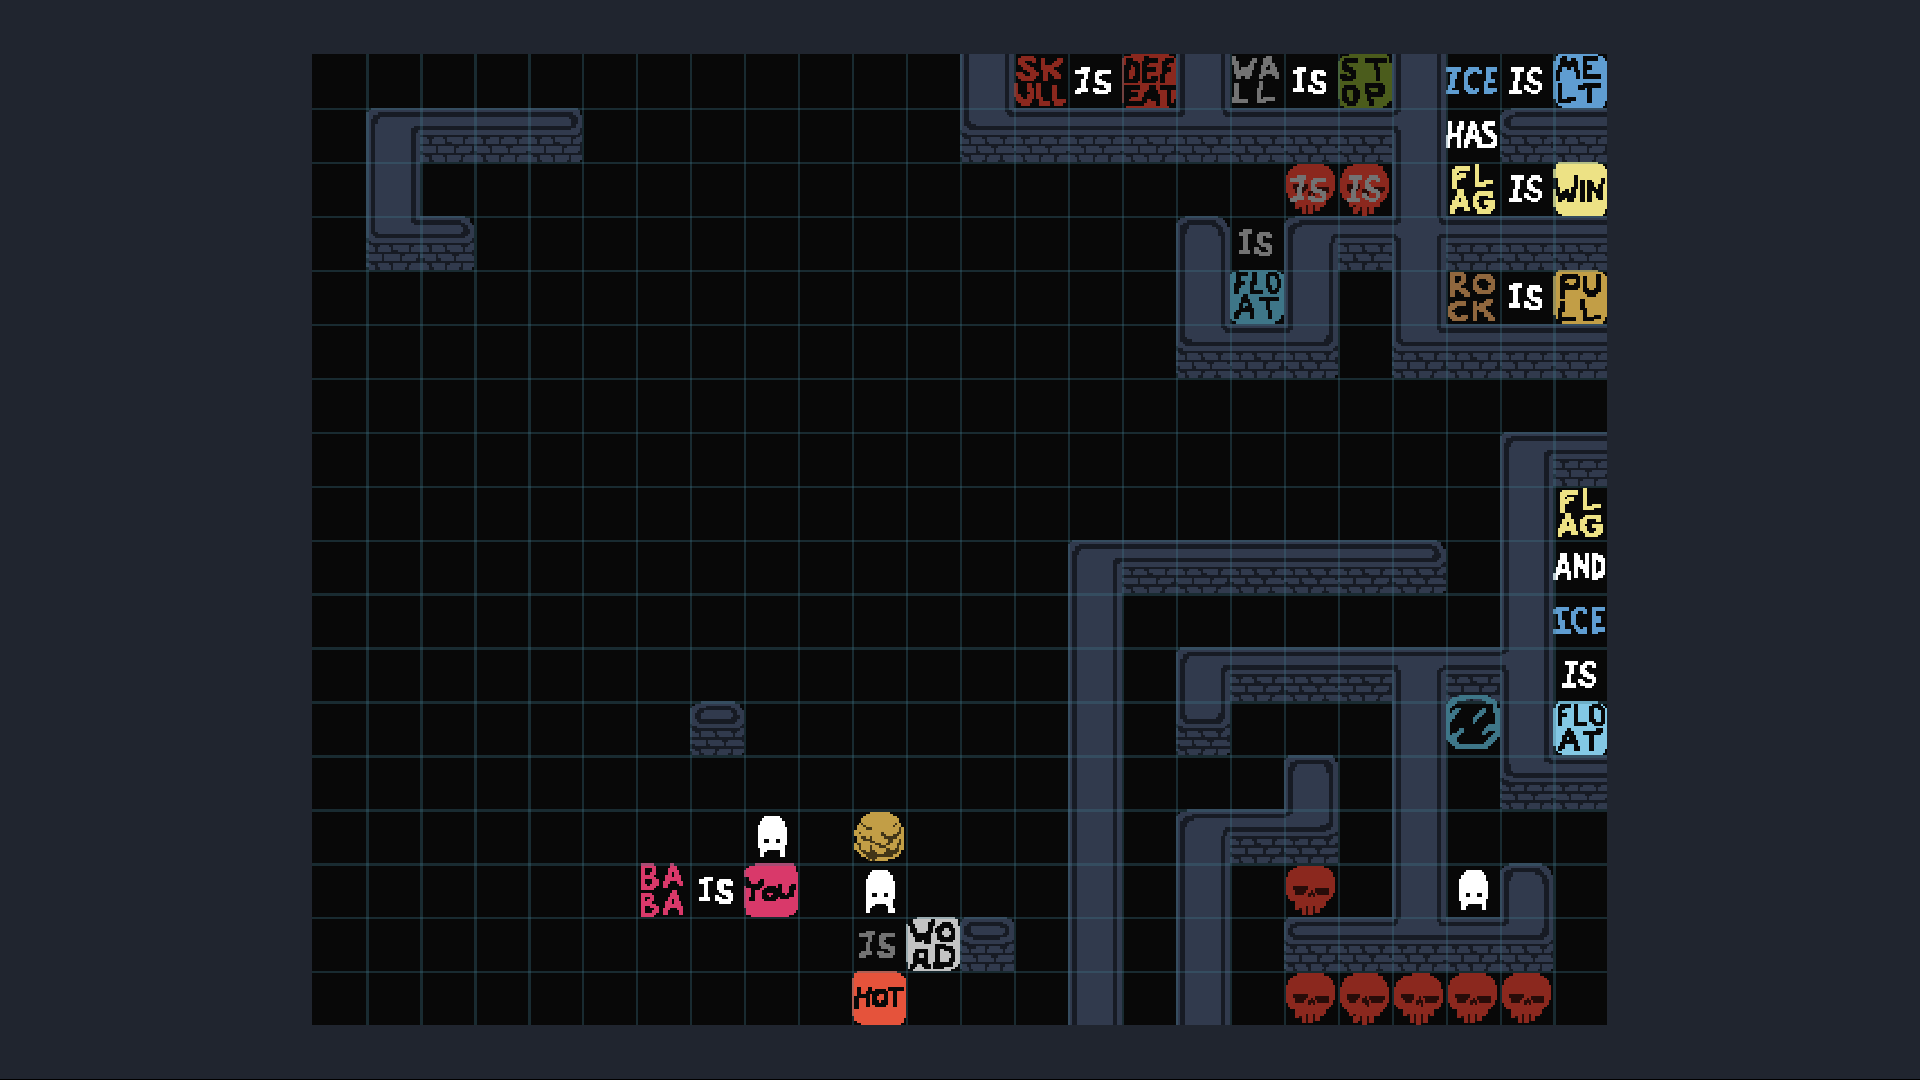 SKULL IS DEFEAT WALL IS STOP ICE IS MELT
HAS
IS IS FLAG IS WIN
IS
FLOAT ROCK IS PULL
FLAG
AND
ICE
IS
FLOAT
BABA IS YOU
IS WORD
HOT